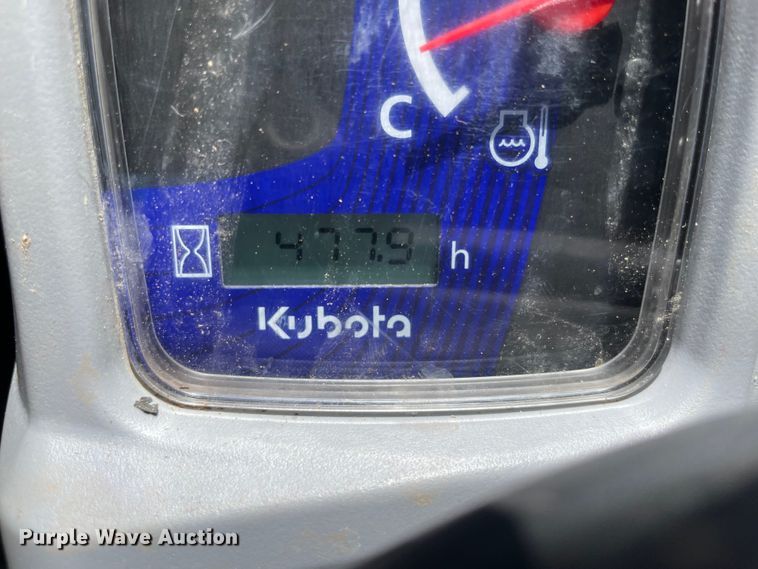 C
477.9 h
Kubota
Purple Wave Auction